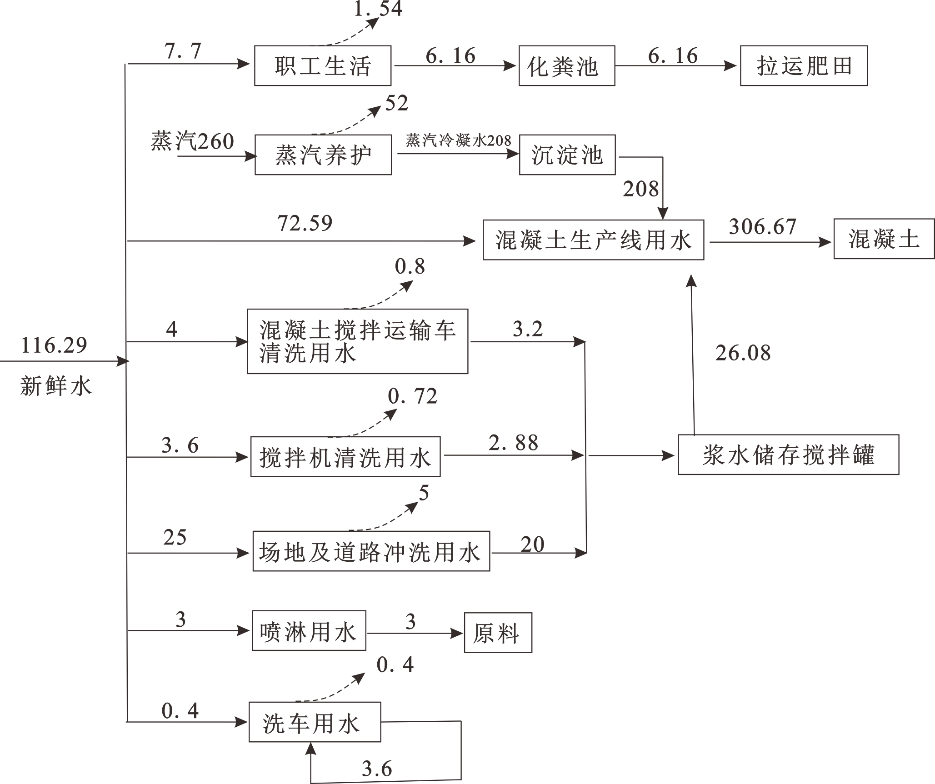 1.54
7.7
职工生活
6.16
化粪池
6.16
拉运肥田
52
蒸汽260
蒸汽养护
蒸汽冷凝水208
沉淀池
208
72.59
混凝土生产线用水
306.67
混凝土
0.8
4
混凝土搅拌运输车
清洗用水
3.2
116.29
新鲜水
26.08
0.72
3.6
搅拌机清洗用水
2.88
浆水储存搅拌罐
5
25
场地及道路冲洗用水
20
3
喷淋用水
3
原料
0.4
0.4
洗车用水
3.6